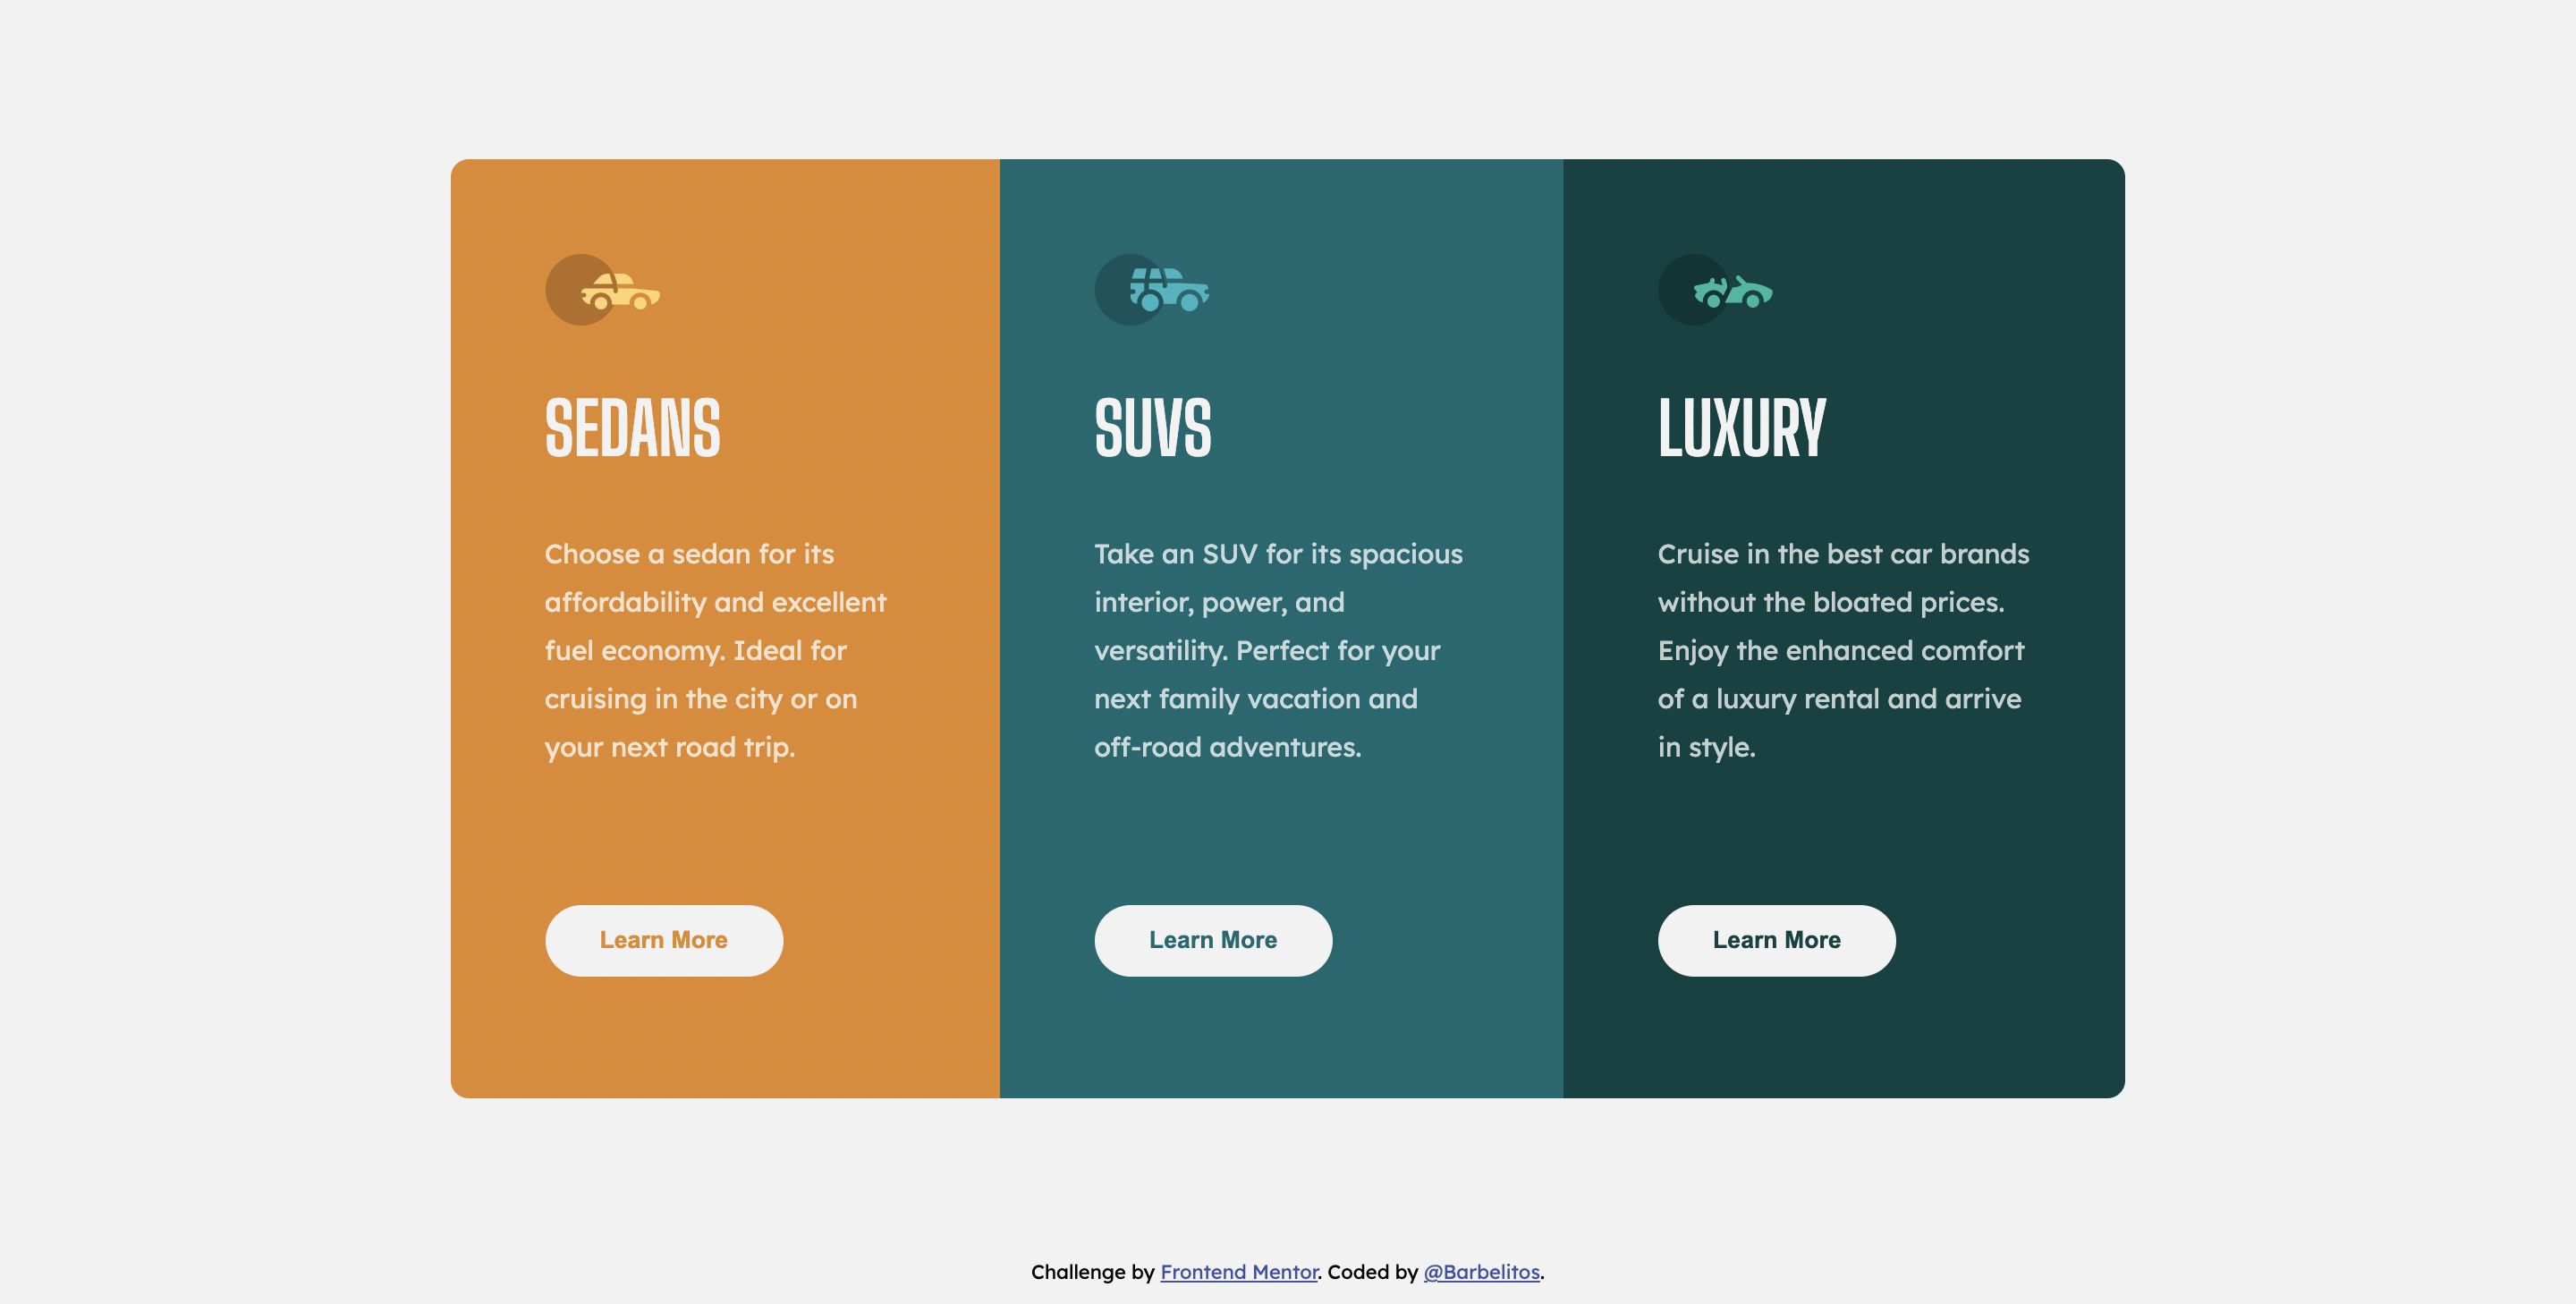 SEDANS
Choose a sedan for its
affordability and excellent
fuel economy. Ideal for
cruising in the city or on
your next road trip.
Learn More
SUVS
Take an SUV for its spacious
interior, power, and
versatility. Perfect for your
next family vacation and
off-road adventures.
Learn More
LUXURY
Cruise in the best car brands
without the bloated prices.
Enjoy the enhanced comfort
of a luxury rental and arrive
in style.
Learn More
Challenge by Frontend Mentor. Coded by @Barbelitos.